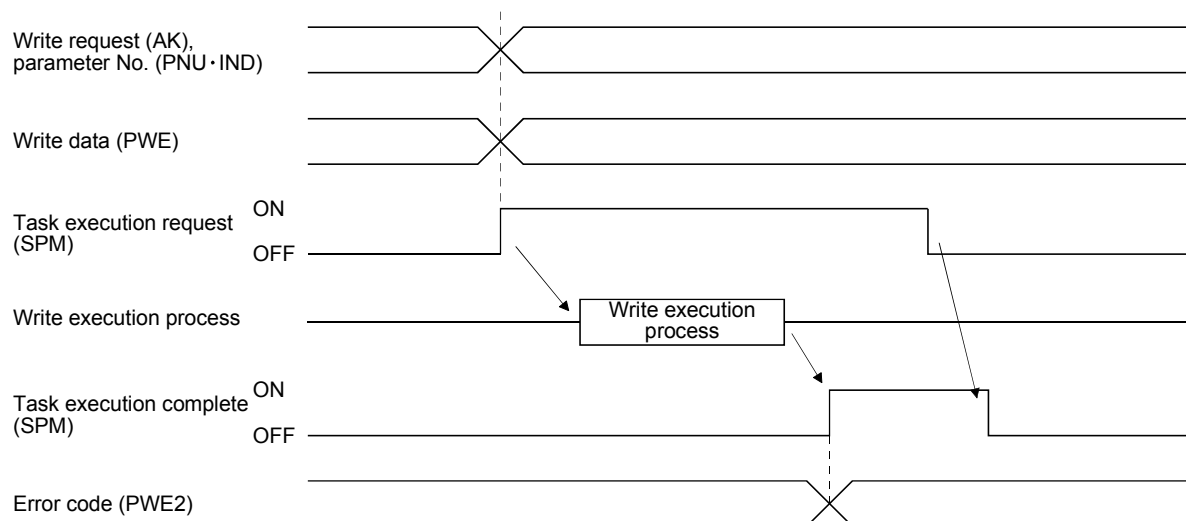 Write request (AK),
parameter No. (PNU・IND)
Write data (PWE)
Task execution request
(SPM)
ON
OFF
Write execution process
Write execution
process
Task execution complete
(SPM)
ON
OFF
Error code (PWE2)